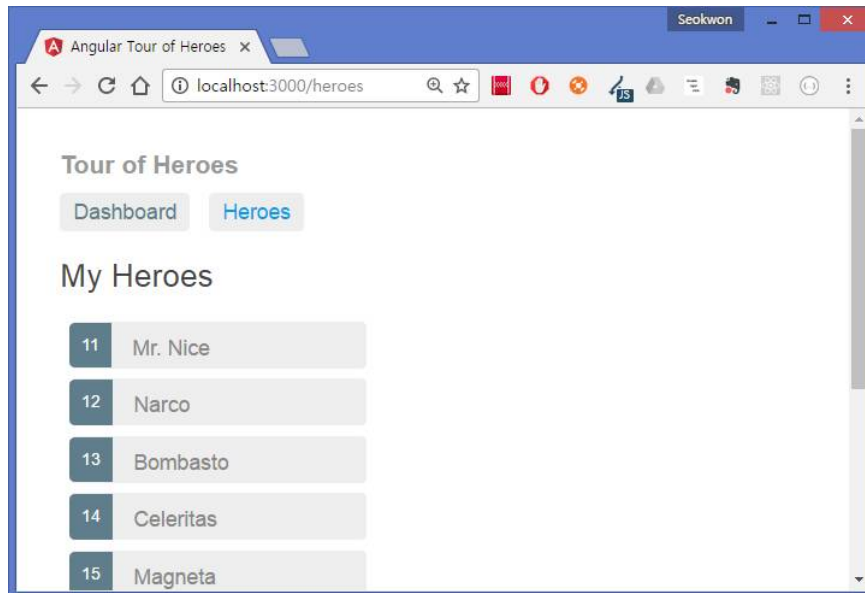 Seokwon
Angular Tour of Heroes
localhost:3000/heroes
JS
Tour of Heroes
Dashboard
Heroes
My Heroes
11 Mr. Nice
12 Narco
13 Bombasto
14 Celeritas
15 Magneta